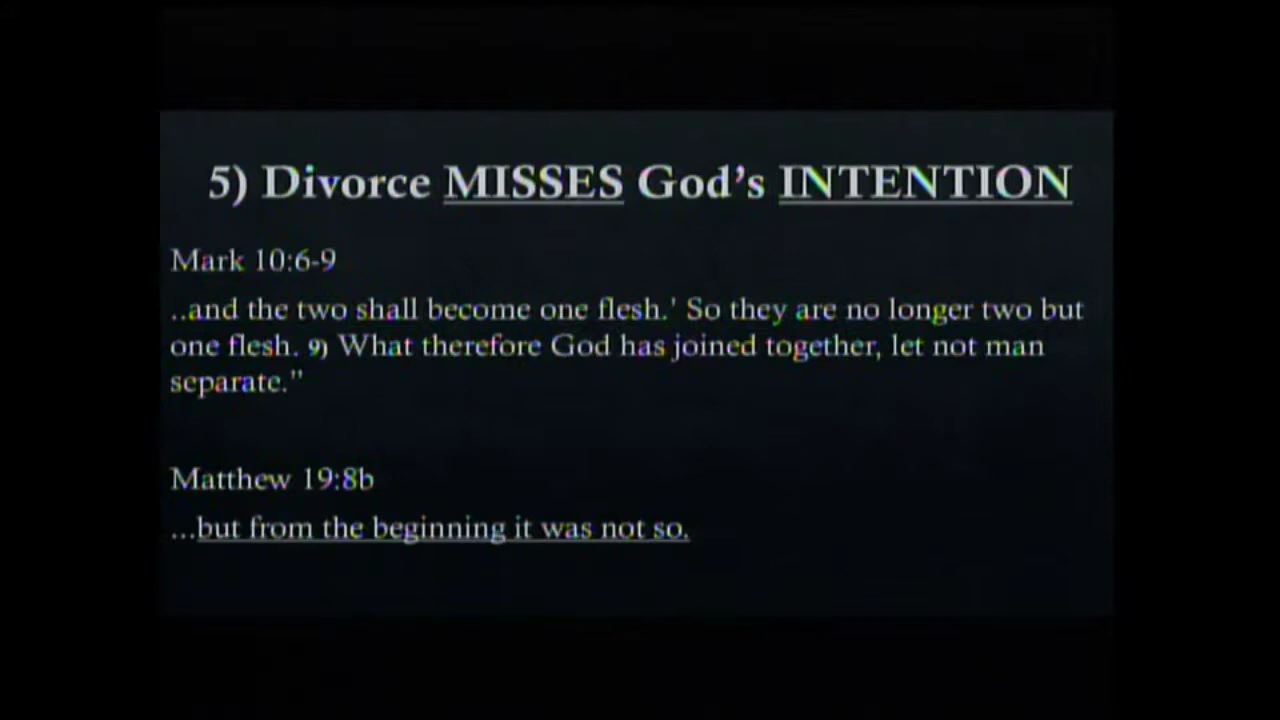 5) Divorce MISSES God's INTENTION
Mark 10:6-9
..and the two shall become one flesh.' So they are no longer two but
one flesh. 9) What therefore God has joined together, let not man
separate."
Matthew 19:8b
...but from the beginning it was not so.